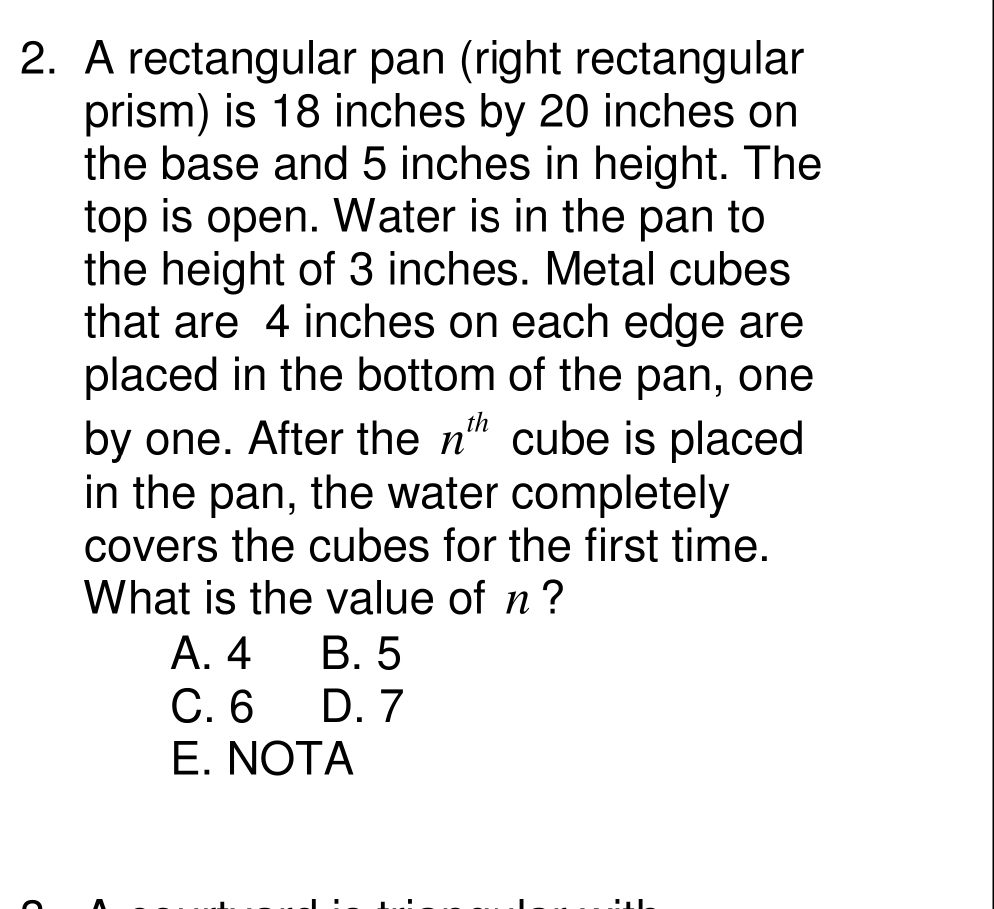 2. A rectangular pan (right rectangular
prism) is 18 inches by 20 inches on
the base and 5 inches in height. The
top is open. Water is in the pan to
the height of 3 inches. Metal cubes
that are  4 inches on each edge are
placed in the bottom of the pan, one
by one. After the n^th cube is placed
in the pan, the water completely
covers the cubes for the first time.
What is the value of n ?
A. 4 B. 5
C. 6 D. 7
E. NOTA